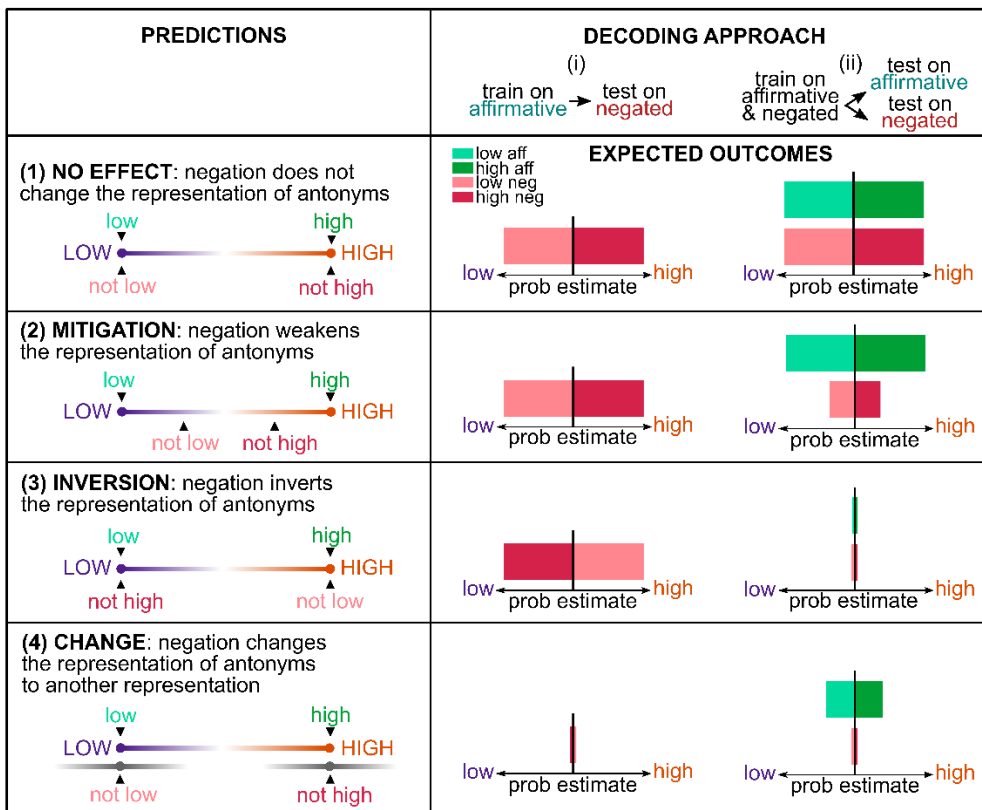 PREDICTIONS
DECODING APPROACH
(i)
train on
affirmative
test on
negated
(ii)
train on
affirmative
& negated
test on
affirmative
test on
negated
EXPECTED OUTCOMES
low aff
high aff
low neg
high neg
(1) NO EFFECT: negation does not
change the representation of antonyms
low
high
LOW
HIGH
not low
not high
low
high
prob estimate
low
high
prob estimate
(2) MITIGATION: negation weakens
the representation of antonyms
low
high
LOW
HIGH
not low
not high
low
high
prob estimate
low
high
prob estimate
(3) INVERSION: negation inverts
the representation of antonyms
low
high
LOW
HIGH
not high
not low
low
high
prob estimate
low
high
prob estimate
(4) CHANGE: negation changes
the representation of antonyms
to another representation
low
high
LOW
HIGH
not low
not high
low
high
prob estimate
low
high
prob estimate